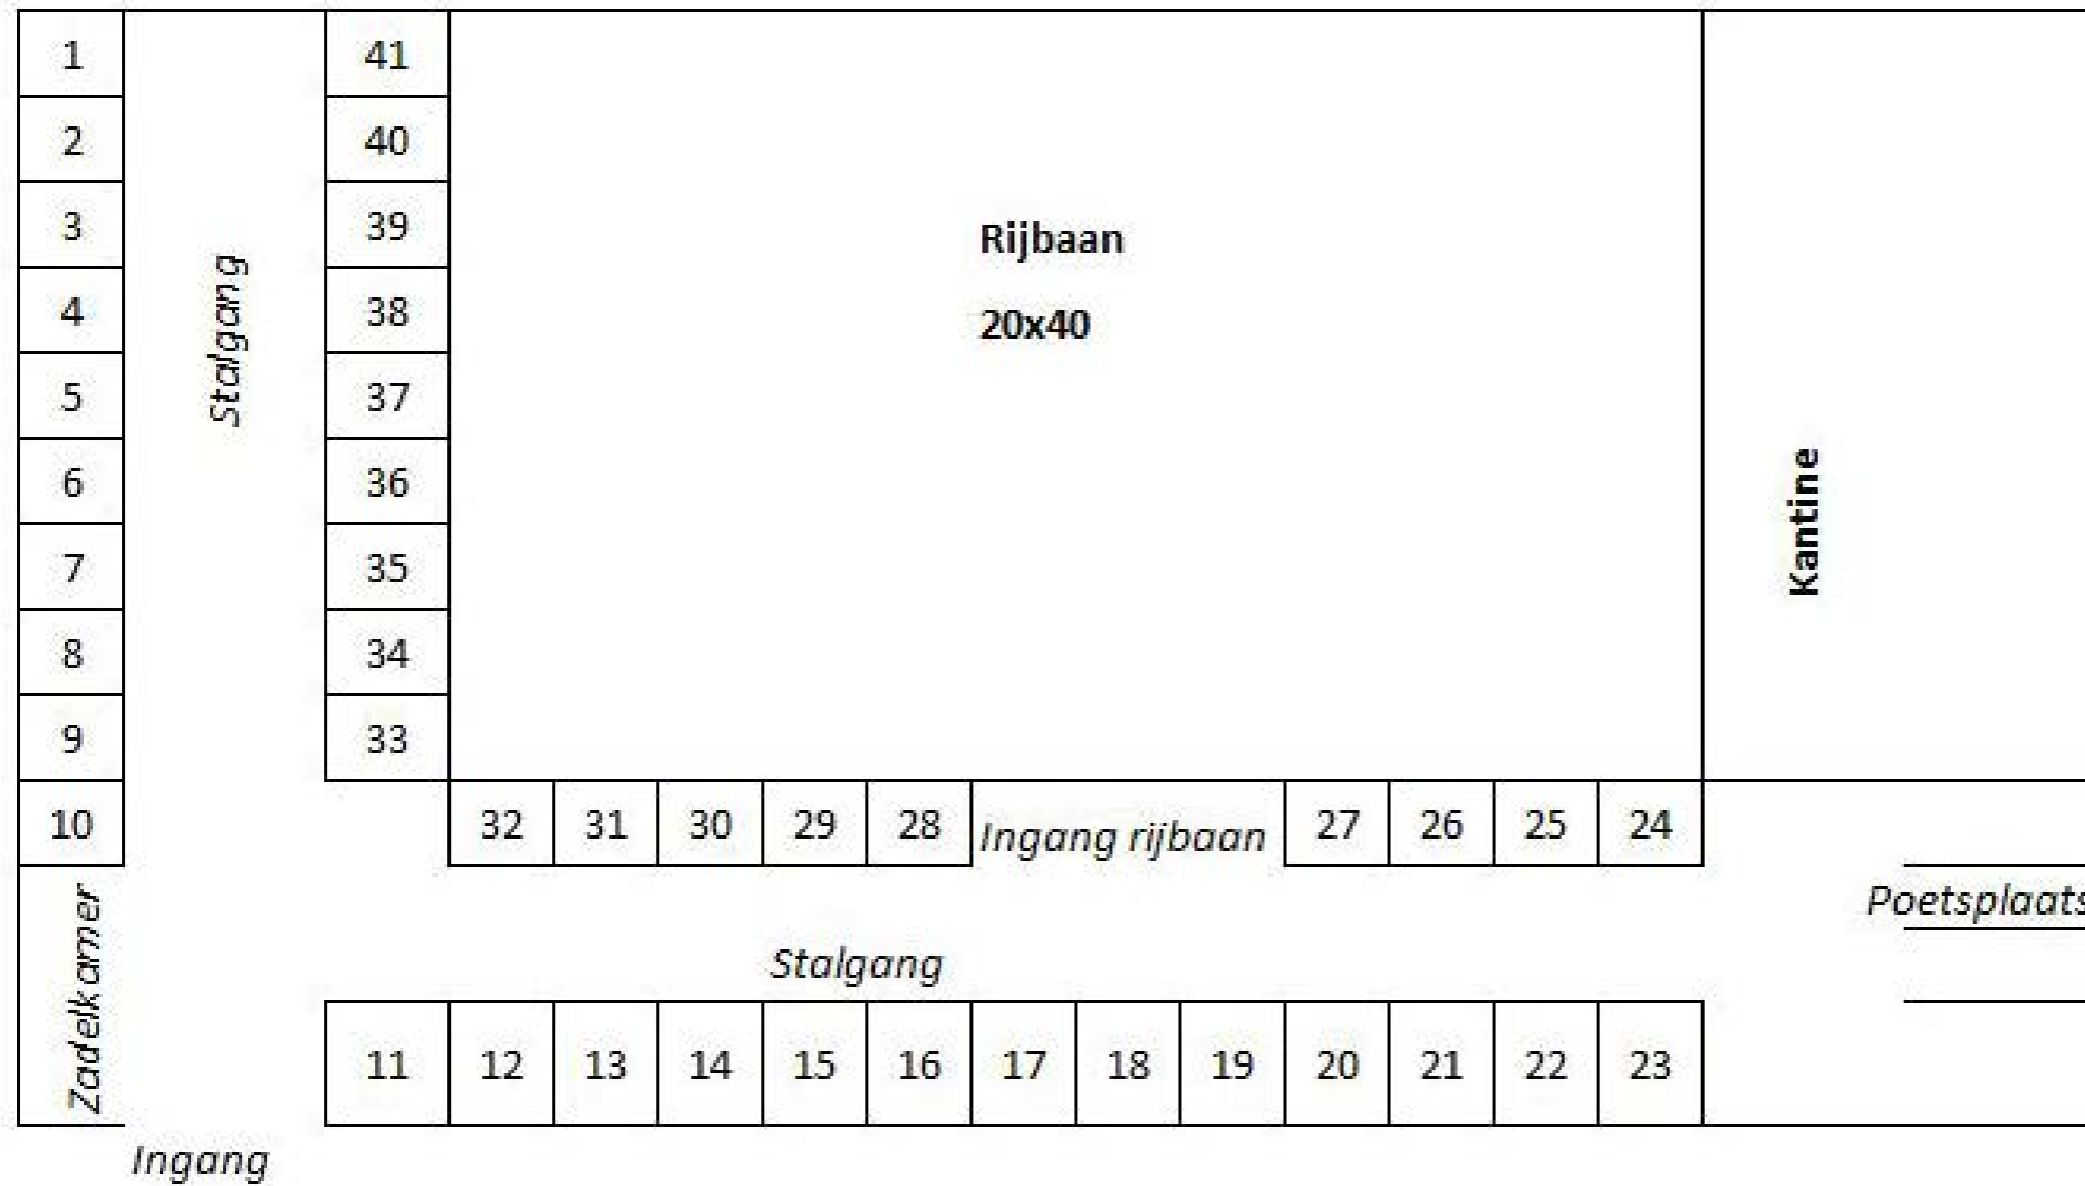 1
41
2
40
3
39
Rijbaan
4
38
20x40
Stalgang
5
37
6
36
Kantine
7
35
8
34
9
33
10
32 31 30 29 28 Ingang rijbaan 27 26 25 24
Zadelkamer
Poetsplaats
Stalgang
11 12 13 14 15 16 17 18 19 20 21 22 23
Ingang